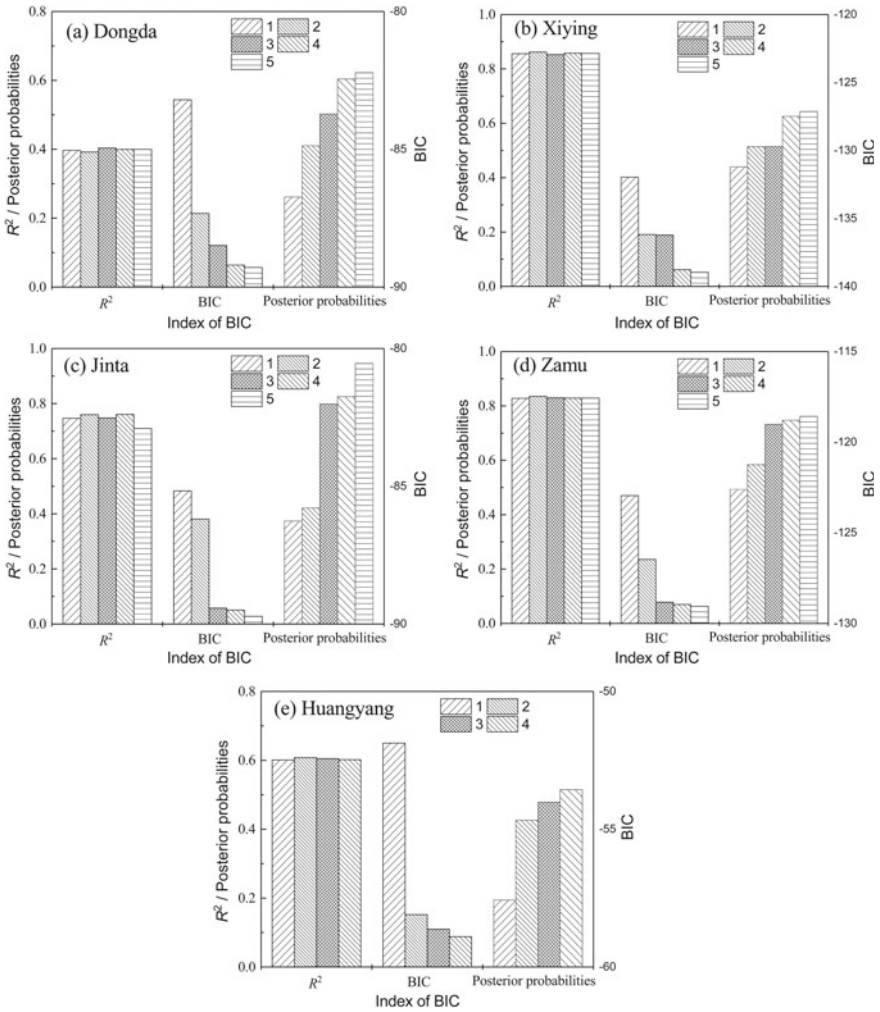 (a) Dongda
1 2
3 4
5
0.8
0.6
0.4
0.2
0.0
R² / Posterior probabilities
-80
-85
-90
BIC
R² BIC Posterior probabilities
Index of BIC
(b) Xiying
1 2
3 4
5
1.0
0.8
0.6
0.4
0.2
0.0
R² / Posterior probabilities
-120
-125
-130
-135
-140
BIC
R² BIC Posterior probabilities
Index of BIC
(c) Jinta
1 2
3 4
5
1.0
0.8
0.6
0.4
0.2
0.0
R² / Posterior probabilities
-80
-85
-90
BIC
R² BIC Posterior probabilities
Index of BIC
(d) Zamu
1 2
3 4
5
1.0
0.8
0.6
0.4
0.2
0.0
R² / Posterior probabilities
-115
-120
-125
-130
BIC
R² BIC Posterior probabilities
Index of BIC
(e) Huangyang
1 2
3 4
0.8
0.6
0.4
0.2
0.0
R² / Posterior probabilities
-50
-55
-60
BIC
R² BIC Posterior probabilities
Index of BIC